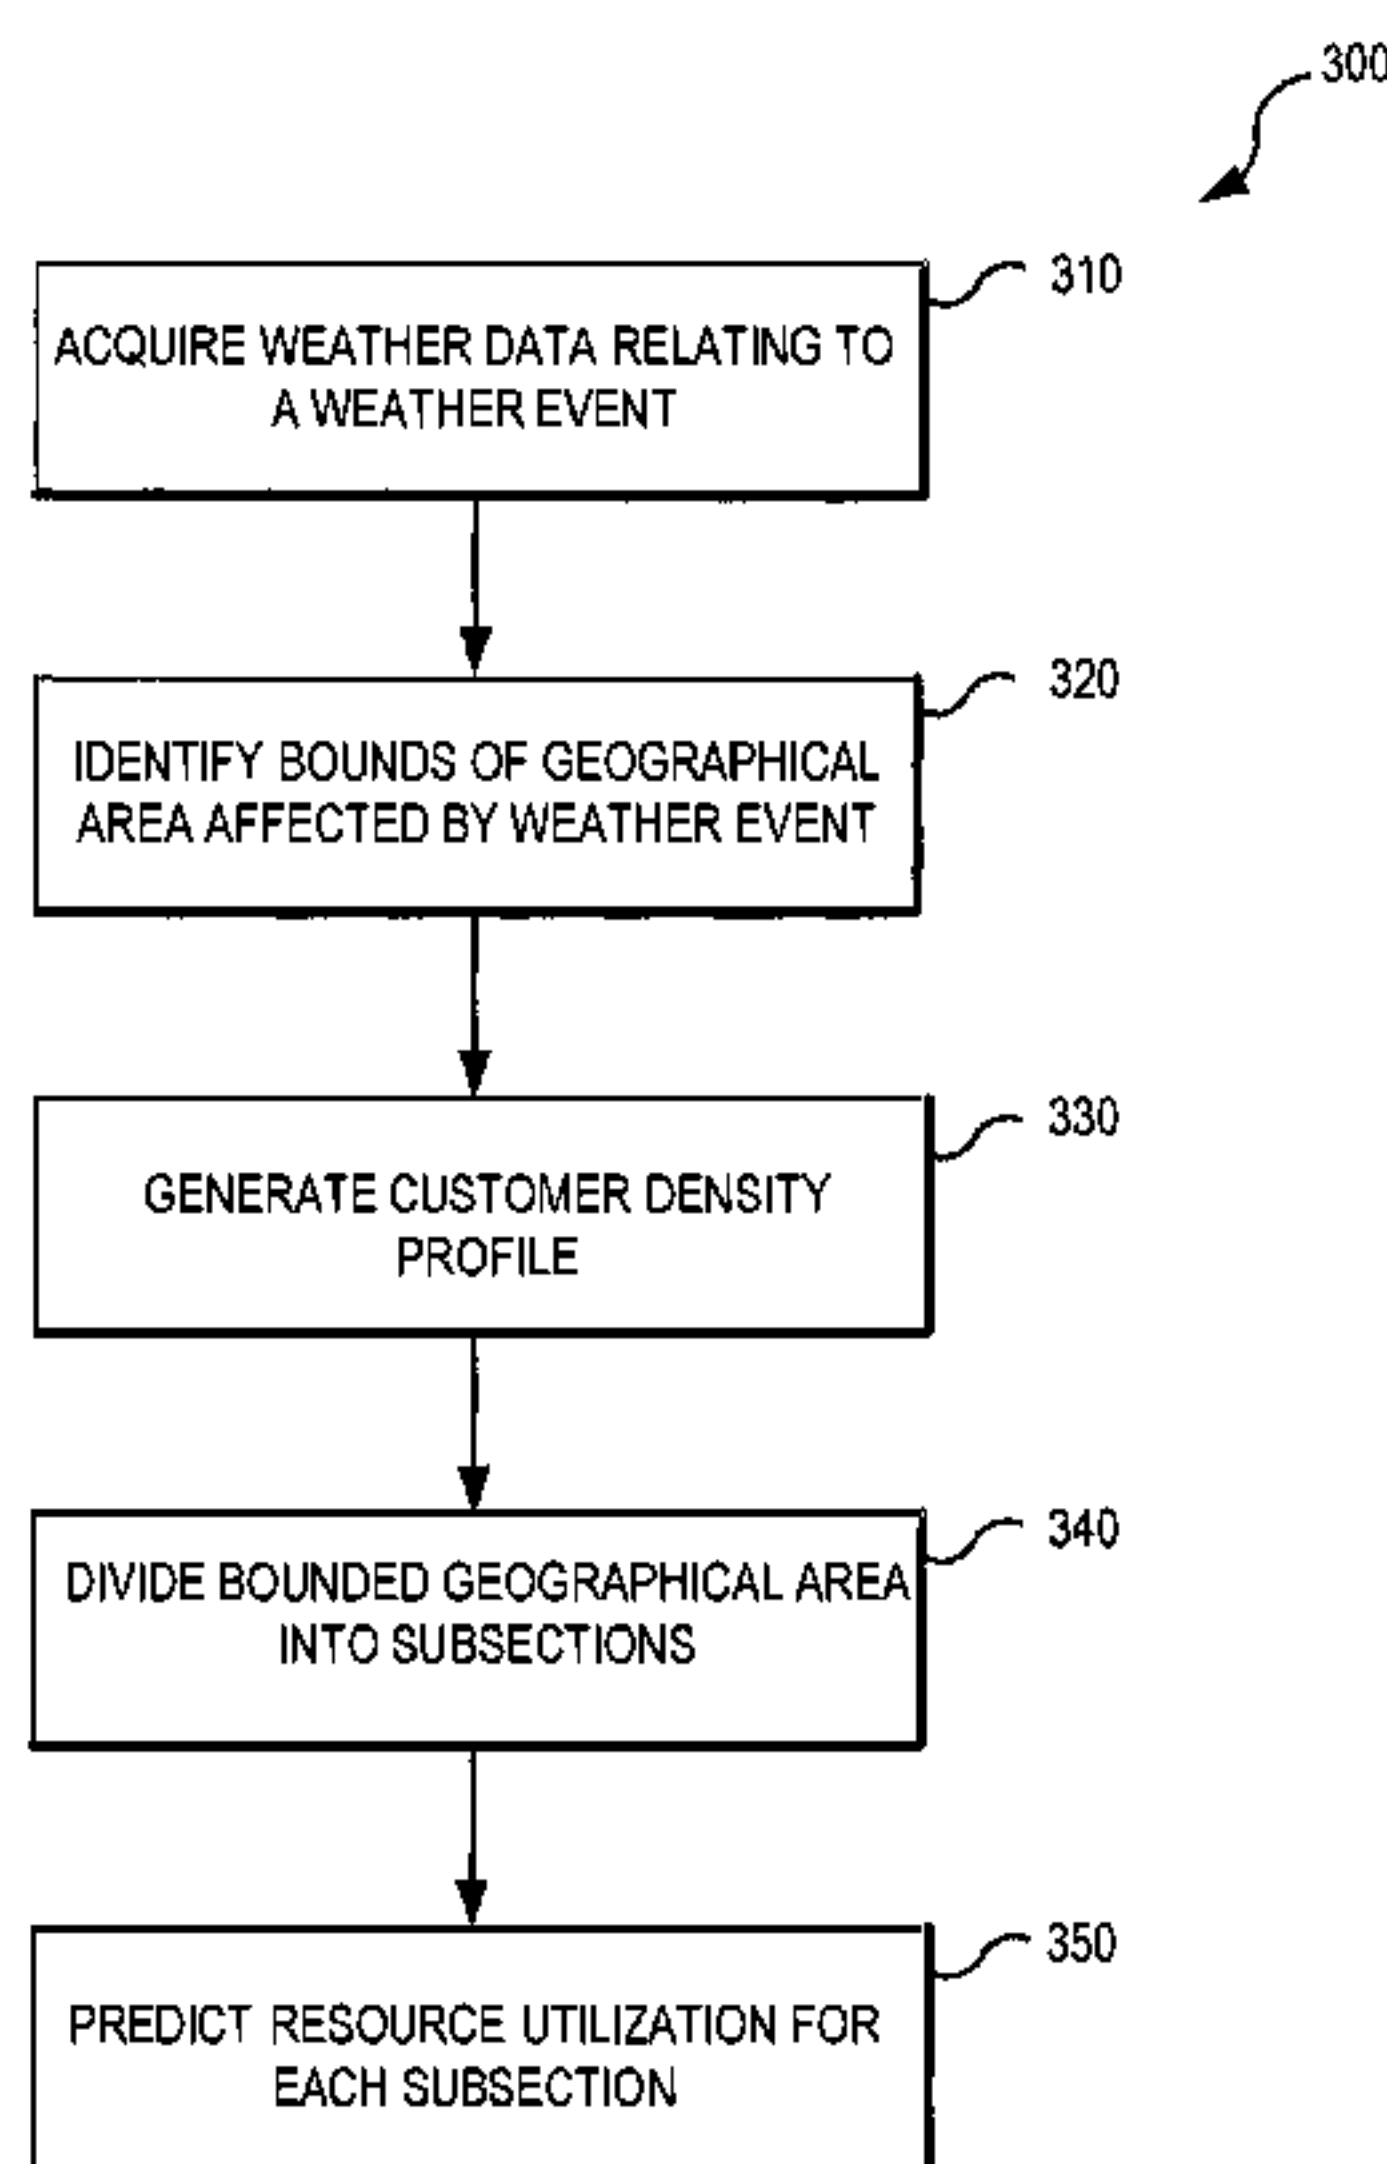 300
310
ACQUIRE WEATHER DATA RELATING TO
A WEATHER EVENT
320
IDENTIFY BOUNDS OF GEOGRAPHICAL
AREA AFFECTED BY WEATHER EVENT
330
GENERATE CUSTOMER DENSITY
PROFILE
340
DIVIDE BOUNDED GEOGRAPHICAL AREA
INTO SUBSECTIONS
350
PREDICT RESOURCE UTILIZATION FOR
EACH SUBSECTION